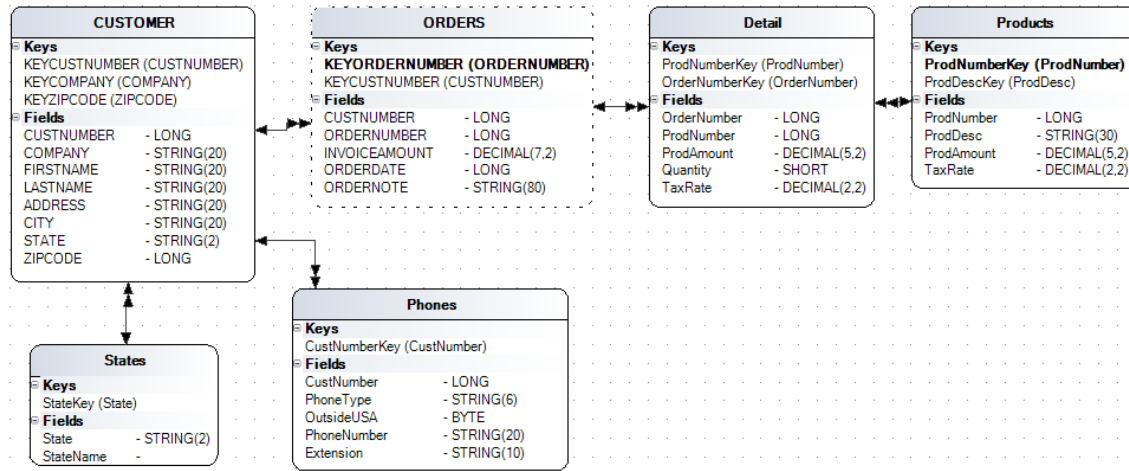 CUSTOMER
Keys
KEYCUSTNUMBER (CUSTNUMBER)
KEYCOMPANY (COMPANY)
KEYZIPCODE (ZIPCODE)
Fields
CUSTNUMBER - LONG
COMPANY - STRING(20)
FIRSTNAME - STRING(20)
LASTNAME - STRING(20)
ADDRESS - STRING(20)
CITY - STRING(20)
STATE - STRING(2)
ZIPCODE - LONG
ORDERS
Keys
KEYORDERNUMBER (ORDERNUMBER)
KEYCUSTNUMBER (CUSTNUMBER)
Fields
CUSTNUMBER - LONG
ORDERNUMBER - LONG
INVOICEAMOUNT - DECIMAL(7,2)
ORDERDATE - LONG
ORDERNOTE - STRING(80)
Detail
Keys
ProdNumberKey (ProdNumber)
OrderNumberKey (OrderNumber)
Fields
OrderNumber - LONG
ProdNumber - LONG
ProdAmount - DECIMAL(5,2)
Quantity - SHORT
TaxRate - DECIMAL(2,2)
Products
Keys
ProdNumberKey (ProdNumber)
ProdDescKey (ProdDesc)
Fields
ProdNumber - LONG
ProdDesc - STRING(30)
ProdAmount - DECIMAL(5,2)
TaxRate - DECIMAL(2,2)
States
Keys
StateKey (State)
Fields
State - STRING(2)
StateName -
Phones
Keys
CustNumberKey (CustNumber)
Fields
CustNumber - LONG
PhoneType - STRING(6)
OutsideUSA - BYTE
PhoneNumber - STRING(20)
Extension - STRING(10)